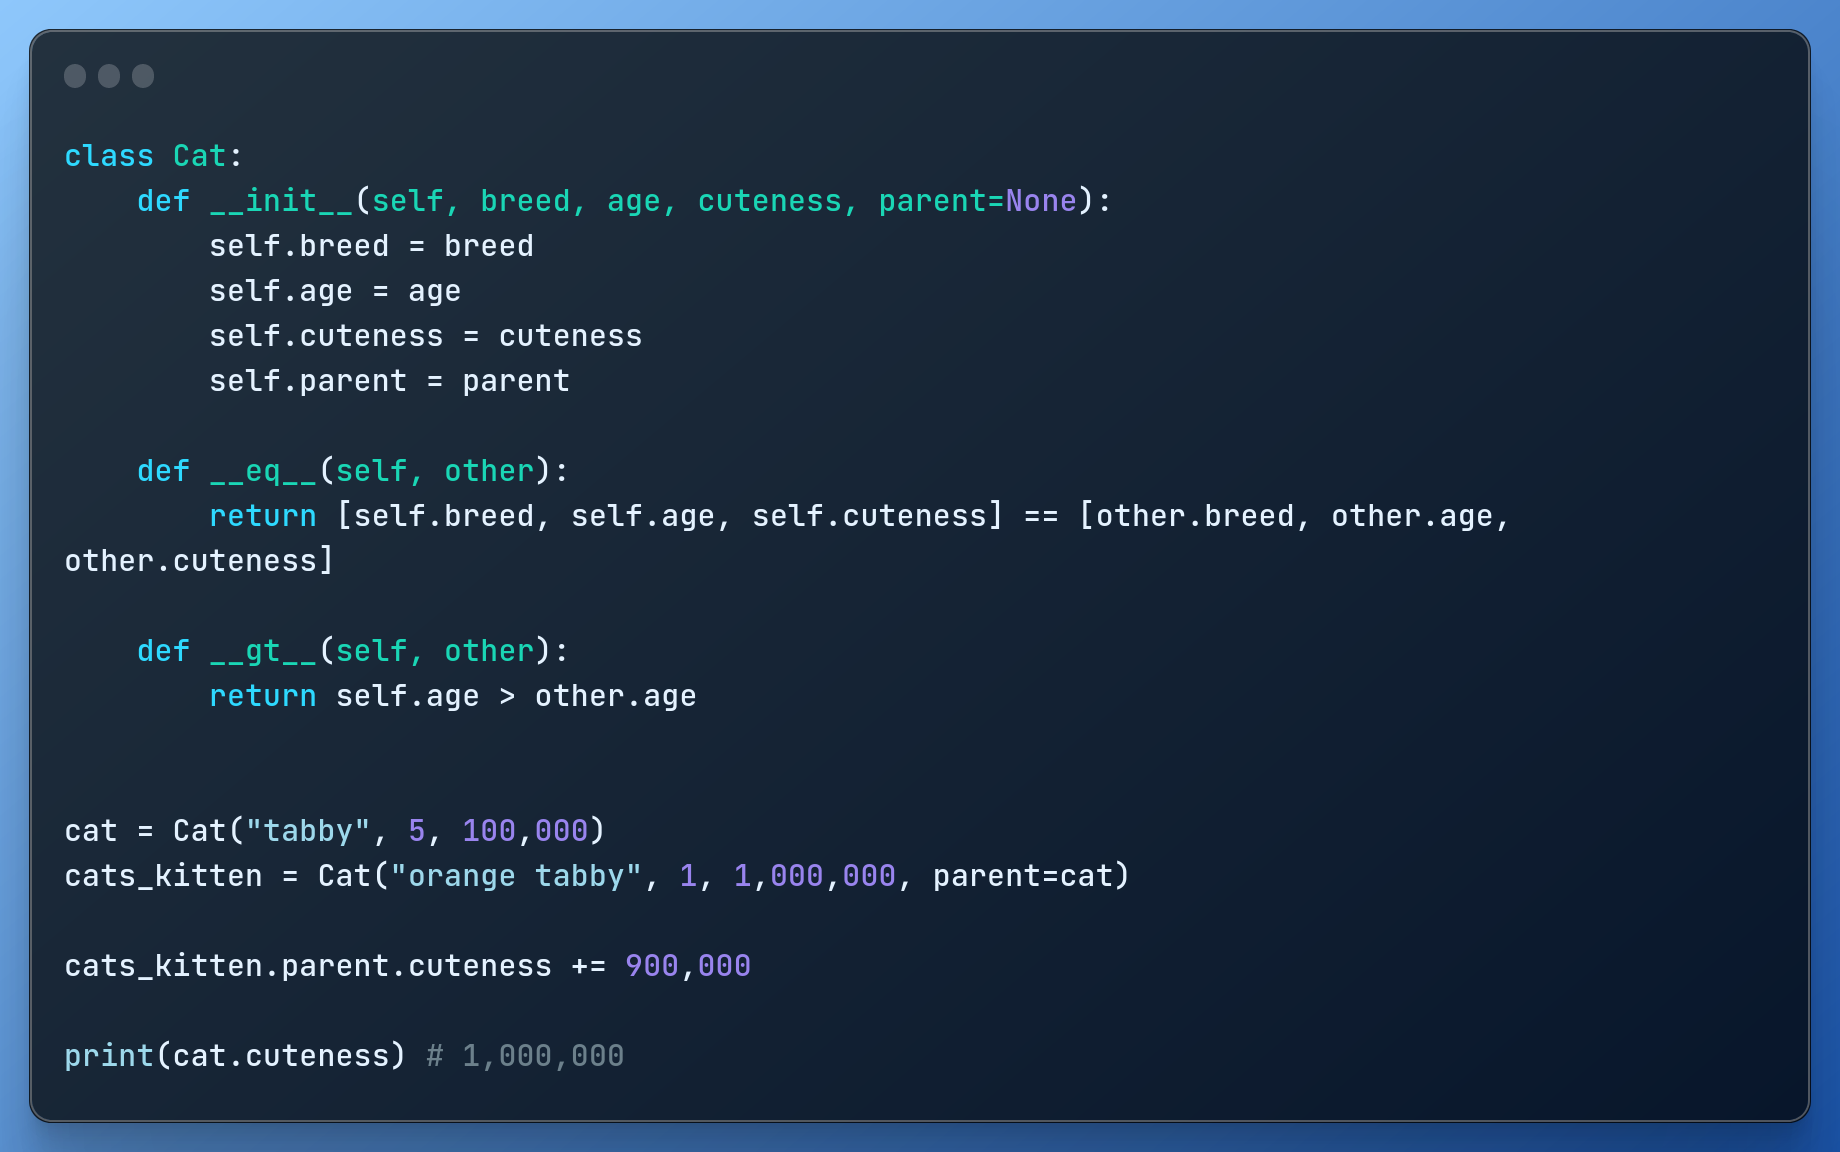 class Cat:
    def __init__(self, breed, age, cuteness, parent=None):
        self.breed = breed
        self.age = age
        self.cuteness = cuteness
        self.parent = parent
    def __eq__(self, other):
        return [self.breed, self.age, self.cuteness] == [other.breed, other.age,
other.cuteness]
    def __gt__(self, other):
        return self.age > other.age
cat = Cat("tabby", 5, 100,000)
cats_kitten = Cat("orange tabby", 1, 1,000,000, parent=cat)
cats_kitten.parent.cuteness += 900,000
print(cat.cuteness) # 1,000,000